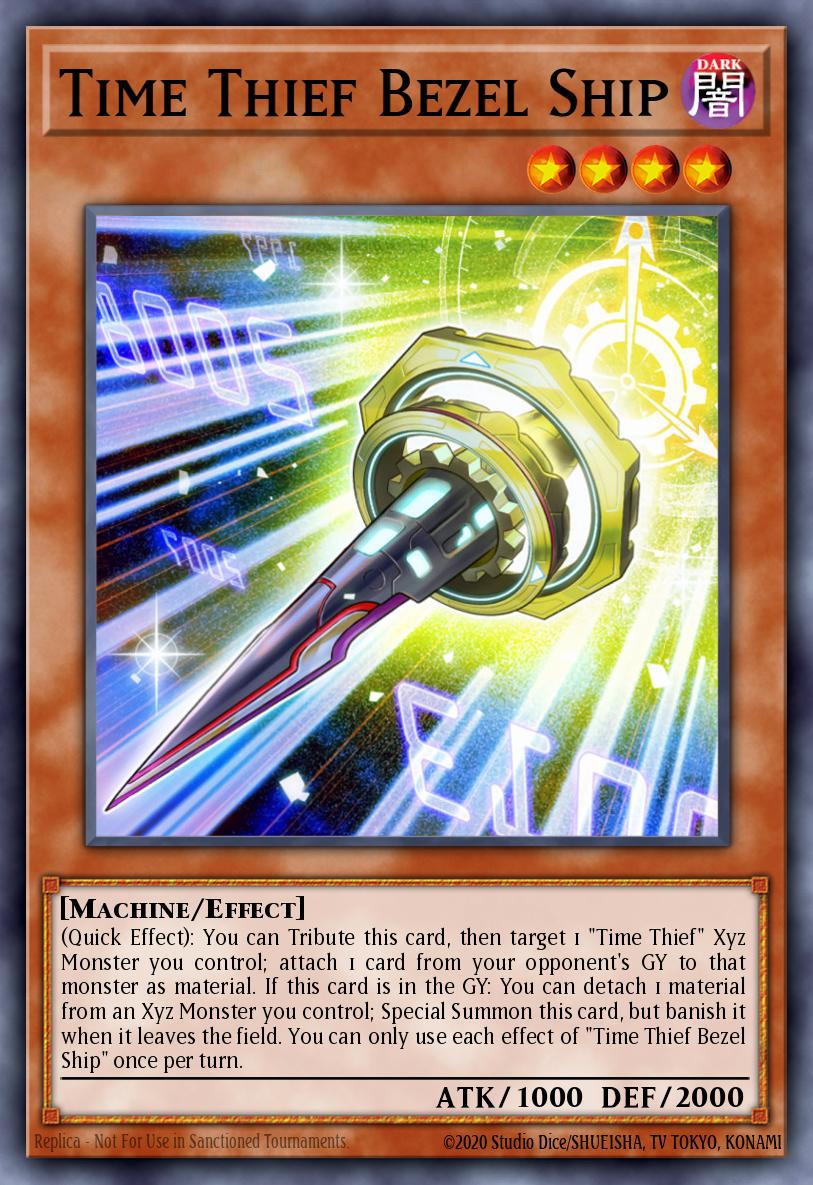 TIME THIEF BEZEL SHIP
DARK
闇
1997
2008
2007
2013
[MACHINE/EFFECT]
(Quick Effect): You can Tribute this card, then target 1 "Time Thief" Xyz
Monster you control; attach 1 card from your opponent's GY to that
monster as material. If this card is in the GY: You can detach 1 material
from an Xyz Monster you control; Special Summon this card, but banish it
when it leaves the field. You can only use each effect of "Time Thief Bezel
Ship" once per turn.
ATK/1000 DEF/2000
Replica - Not For Use in Sanctioned Tournaments.
©2020 Studio Dice/SHUEISHA, TV TOKYO, KONAMI